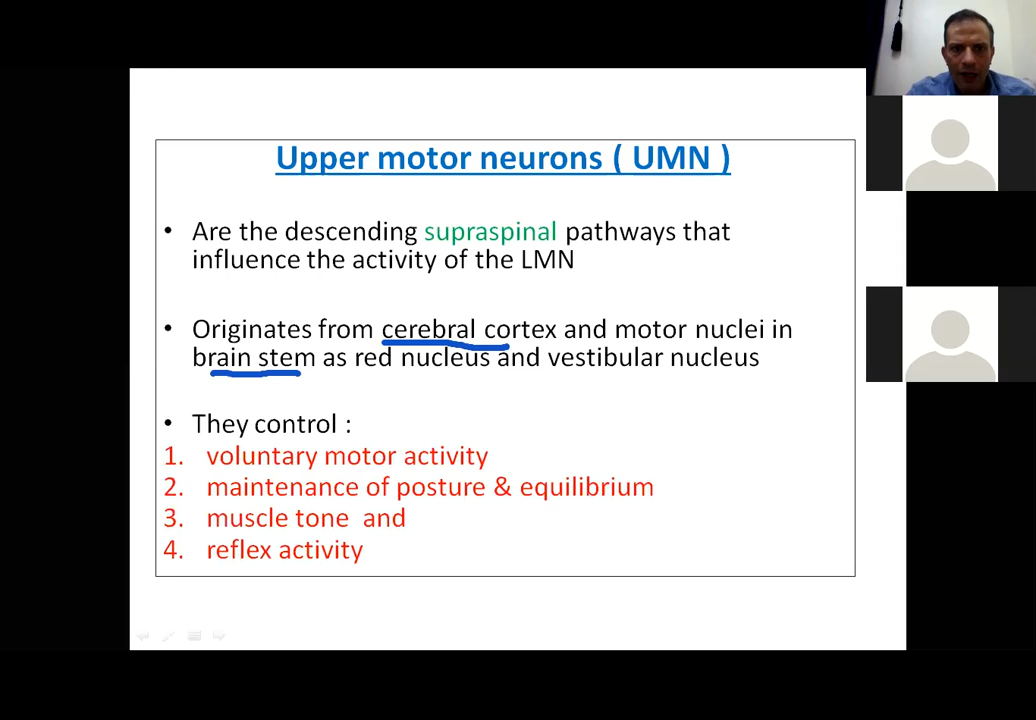 Upper motor neurons ( UMN )
• Are the descending supraspinal pathways that
influence the activity of the LMN
• Originates from cerebral cortex and motor nuclei in
brain stem as red nucleus and vestibular nucleus
• They control :
1. voluntary motor activity
2. maintenance of posture & equilibrium
3. muscle tone and
4. reflex activity